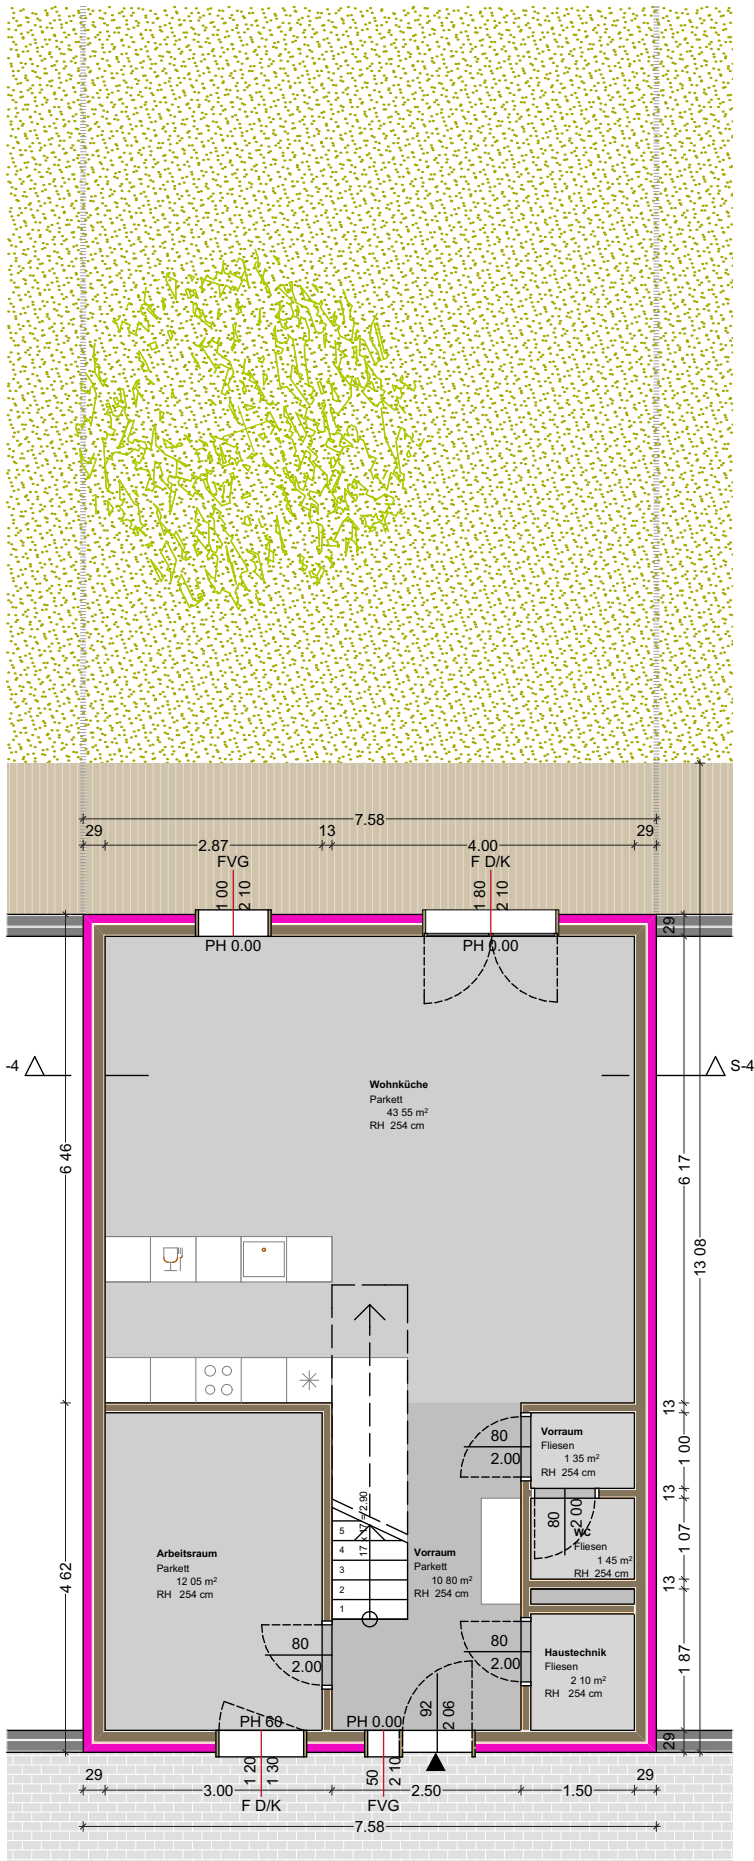 7.58
29
2.87
13
4.00
29
FVG
F D/K
1 00
2 10
1 80
2 10
PH 0.00
PH 0.00
29
-4
S-4
Wohnküche
Parkett
43 55 m²
RH 254 cm
6 46
6 17
13 08
13
80
2.00
Vorraum
Fliesen
1 35 m²
RH 254 cm
1 00
13
80
2 00
WC
Fliesen
1 45 m²
RH 254 cm
1 07
13
17 x 17 = 2.90
5
4
3
2
1
Arbeitsraum
Parkett
12 05 m²
RH 254 cm
Vorraum
Parkett
10 80 m²
RH 254 cm
4 62
80
2.00
80
2.00
Haustechnik
Fliesen
2 10 m²
RH 254 cm
1 87
92
2 06
PH 60
PH 0.00
29
1 20
1 30
50
2 10
29
3.00
2.50
1.50
29
F D/K
FVG
7.58